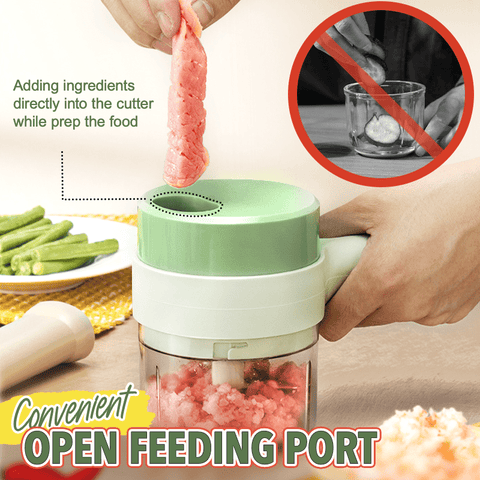 Adding ingredients
directly into the cutter
while prep the food
Convenient
OPEN FEEDING PORT